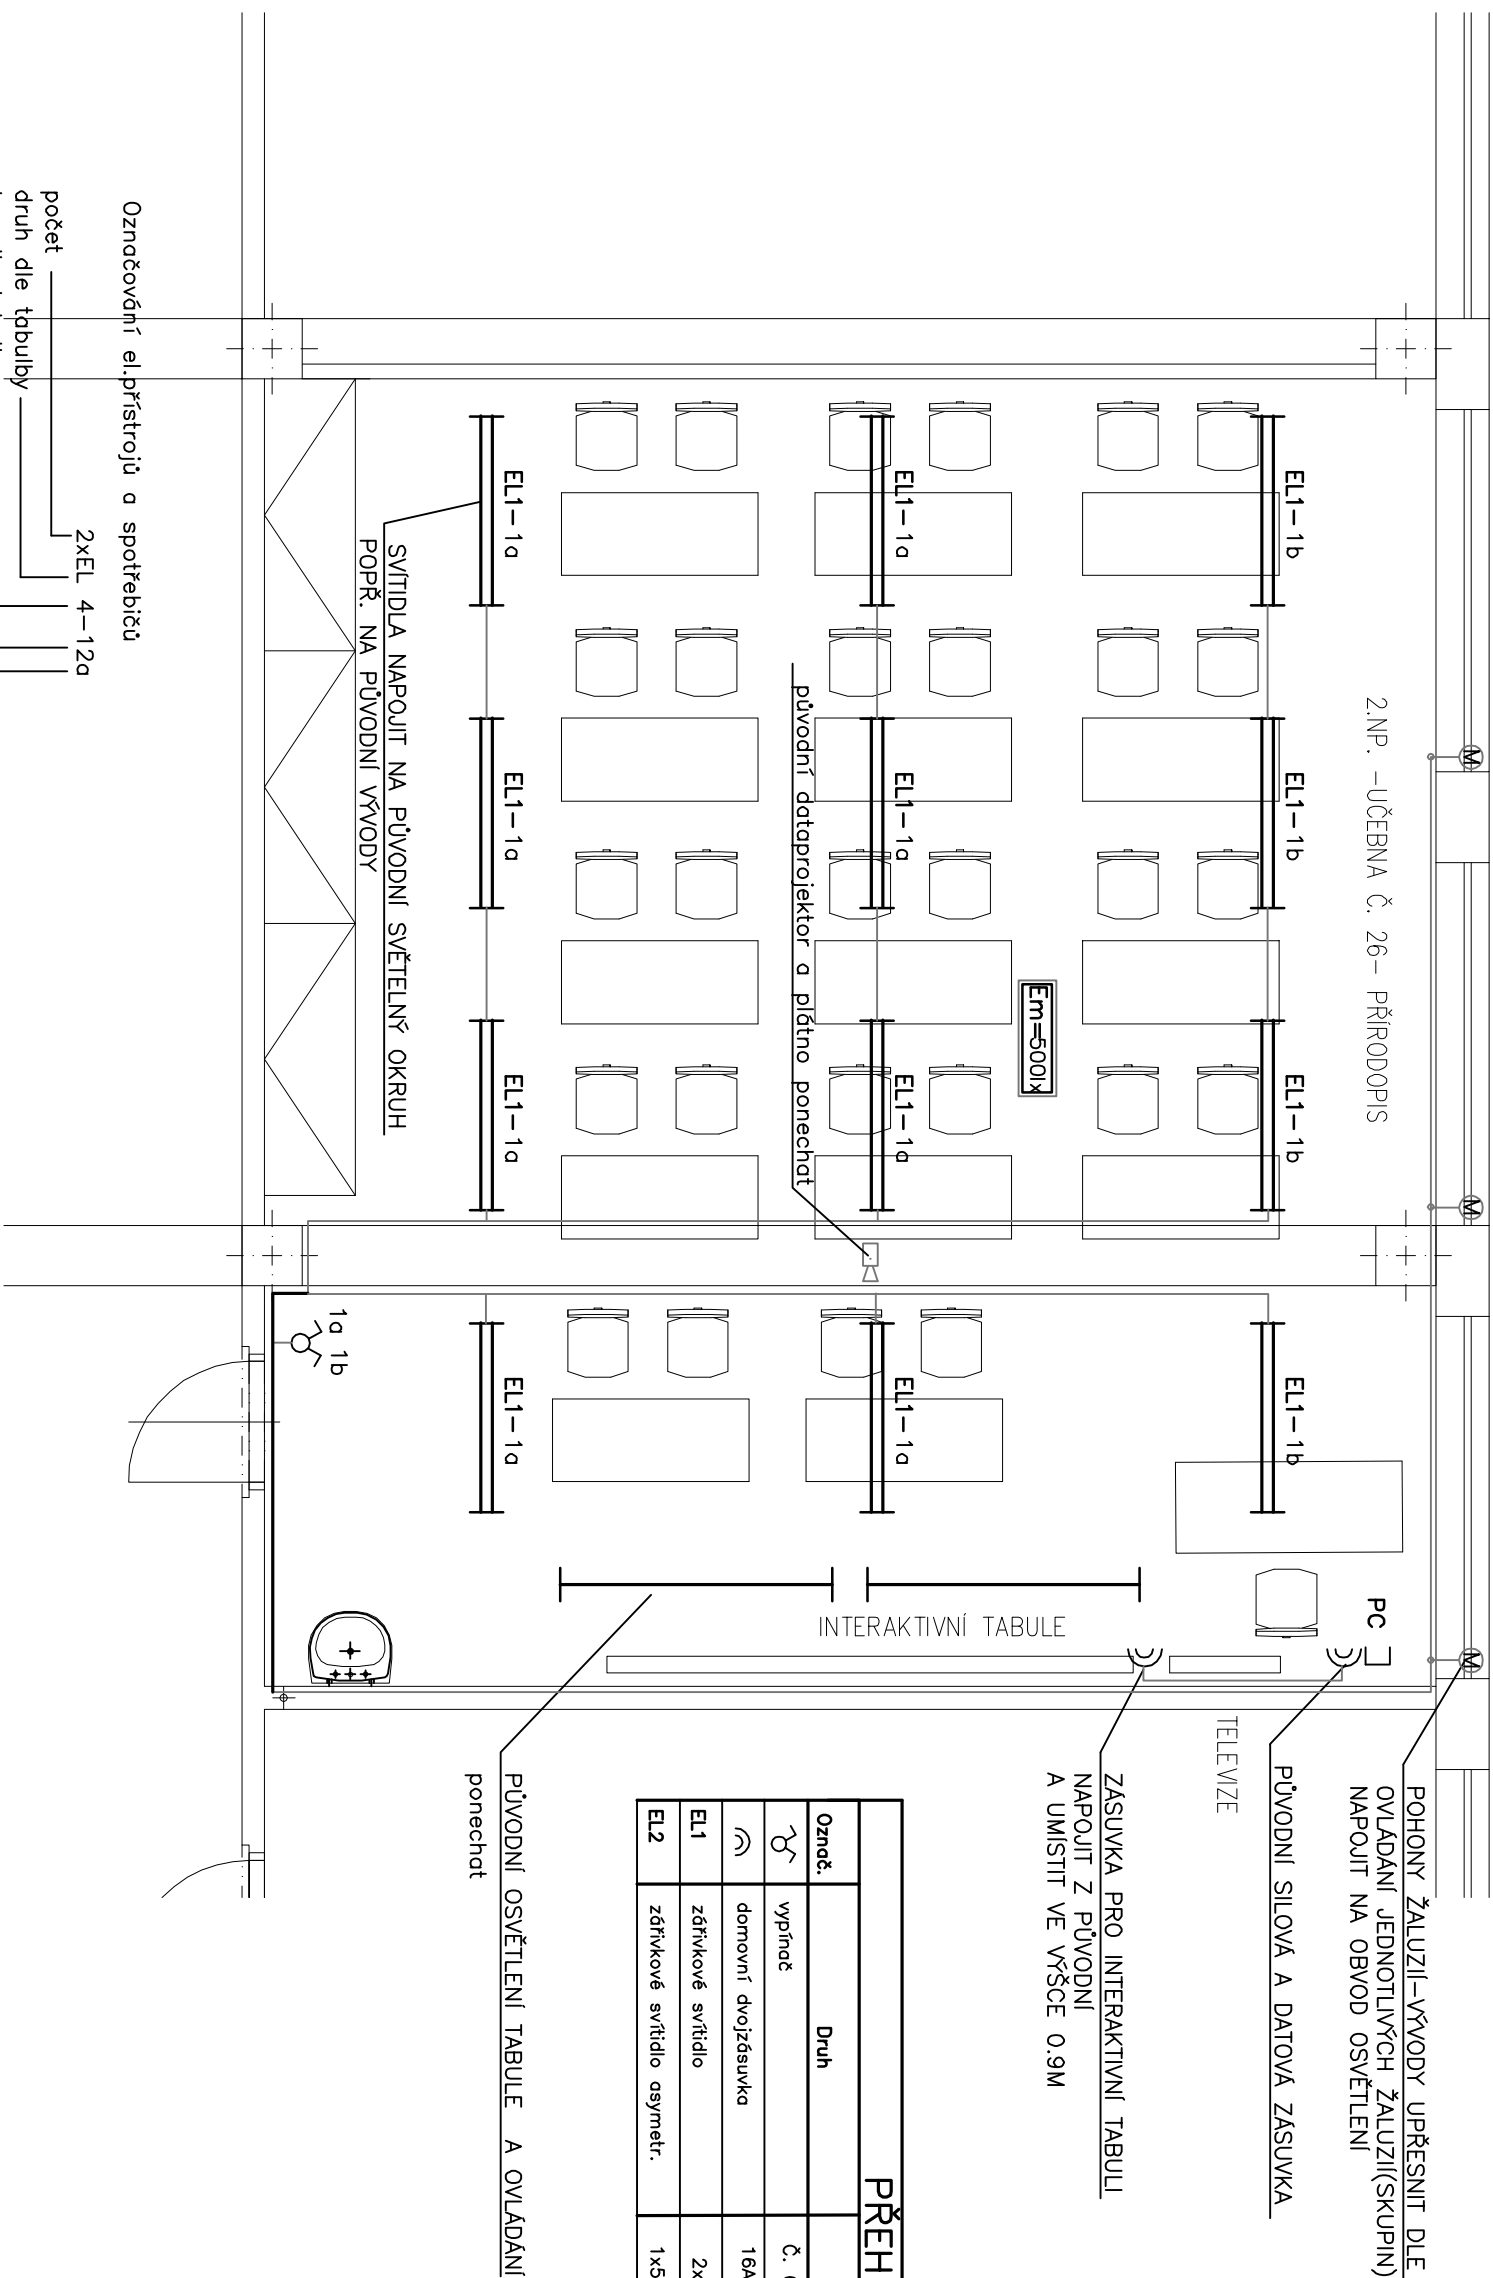 2.NP. -UČEBNA Č. 26- PŘÍRODOPIS
M
M
M
EL1-1b
EL1-1b
EL1-1b
EL1-1b
Em=500lx
EL1-1a
EL1-1a
EL1-1a
EL1-1a
původní dataprojektor a plátno ponechat
EL1-1a
EL1-1a
EL1-1a
EL1-1a
SVÍTIDLA NAPOJIT NA PŮVODNÍ SVĚTELNÝ OKRUH
POPŘ. NA PŮVODNÍ VÝVODY
1a 1b
PC
INTERAKTIVNÍ TABULE
TELEVIZE
POHONY ŽALUZIÍ-VÝVODY UPŘESNIT DLE
OVLÁDÁNÍ JEDNOTLIVÝCH ŽALUZIÍ(SKUPIN)
NAPOJIT NA OBVOD OSVĚTLENÍ
PŮVODNÍ SILOVÁ A DATOVÁ ZÁSUVKA
ZÁSUVKA PRO INTERAKTIVNÍ TABULI
NAPOJIT Z PŮVODNÍ
A UMÍSTIT VE VÝŠCE 0.9M
PŘEH
Označ. Druh
vypínač Č.
domovní dvojzásuvka 16A
EL1 zářivkové svítidlo 2x
EL2 zářivkové svítidlo asymetr. 1x5
PŮVODNÍ OSVĚTLENÍ TABULE A OVLÁDÁNÍ
ponechat
Označování el.přístrojů a spotřebičů
2xEL 4-12a
počet
druh dle tabulby